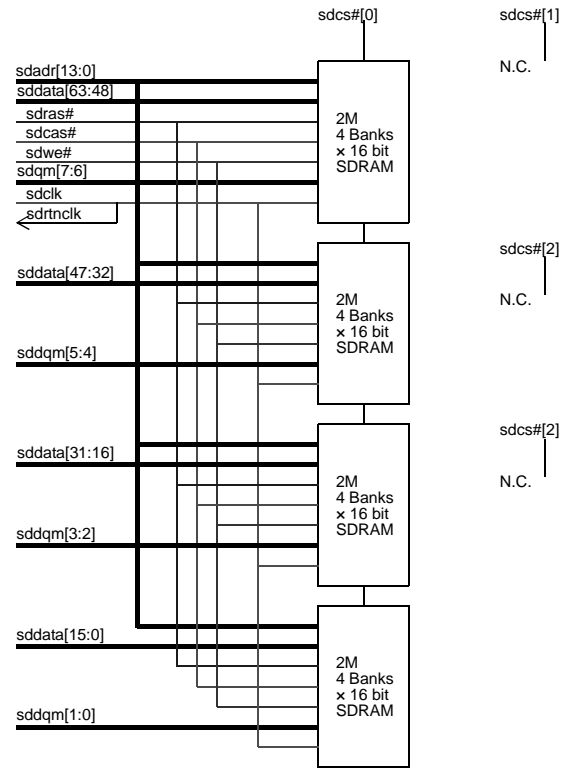 sdcs#[0]
sdcs#[1]
N.C.
sdadr[13:0]
sddata[63:48]
sdras#
sdcas#
sdwe#
sdqm[7:6]
sdclk
sdrtnclk
2M
4 Banks
× 16 bit
SDRAM
sdcs#[2]
N.C.
sddata[47:32]
sddqm[5:4]
2M
4 Banks
× 16 bit
SDRAM
sdcs#[2]
N.C.
sddata[31:16]
sddqm[3:2]
2M
4 Banks
× 16 bit
SDRAM
sddata[15:0]
sddqm[1:0]
2M
4 Banks
× 16 bit
SDRAM